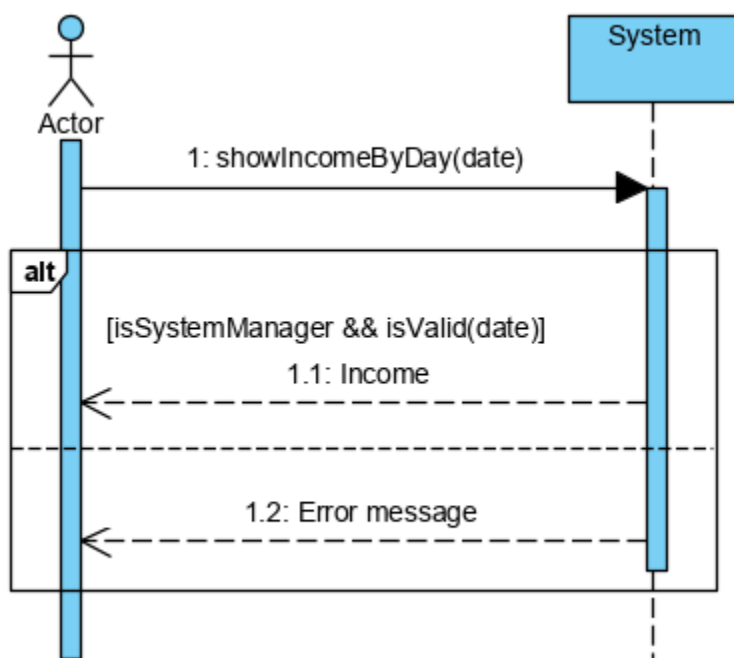 System
Actor
1: showIncomeByDay(date)
alt
[isSystemManager && isValid(date)]
1.1: Income
1.2: Error message